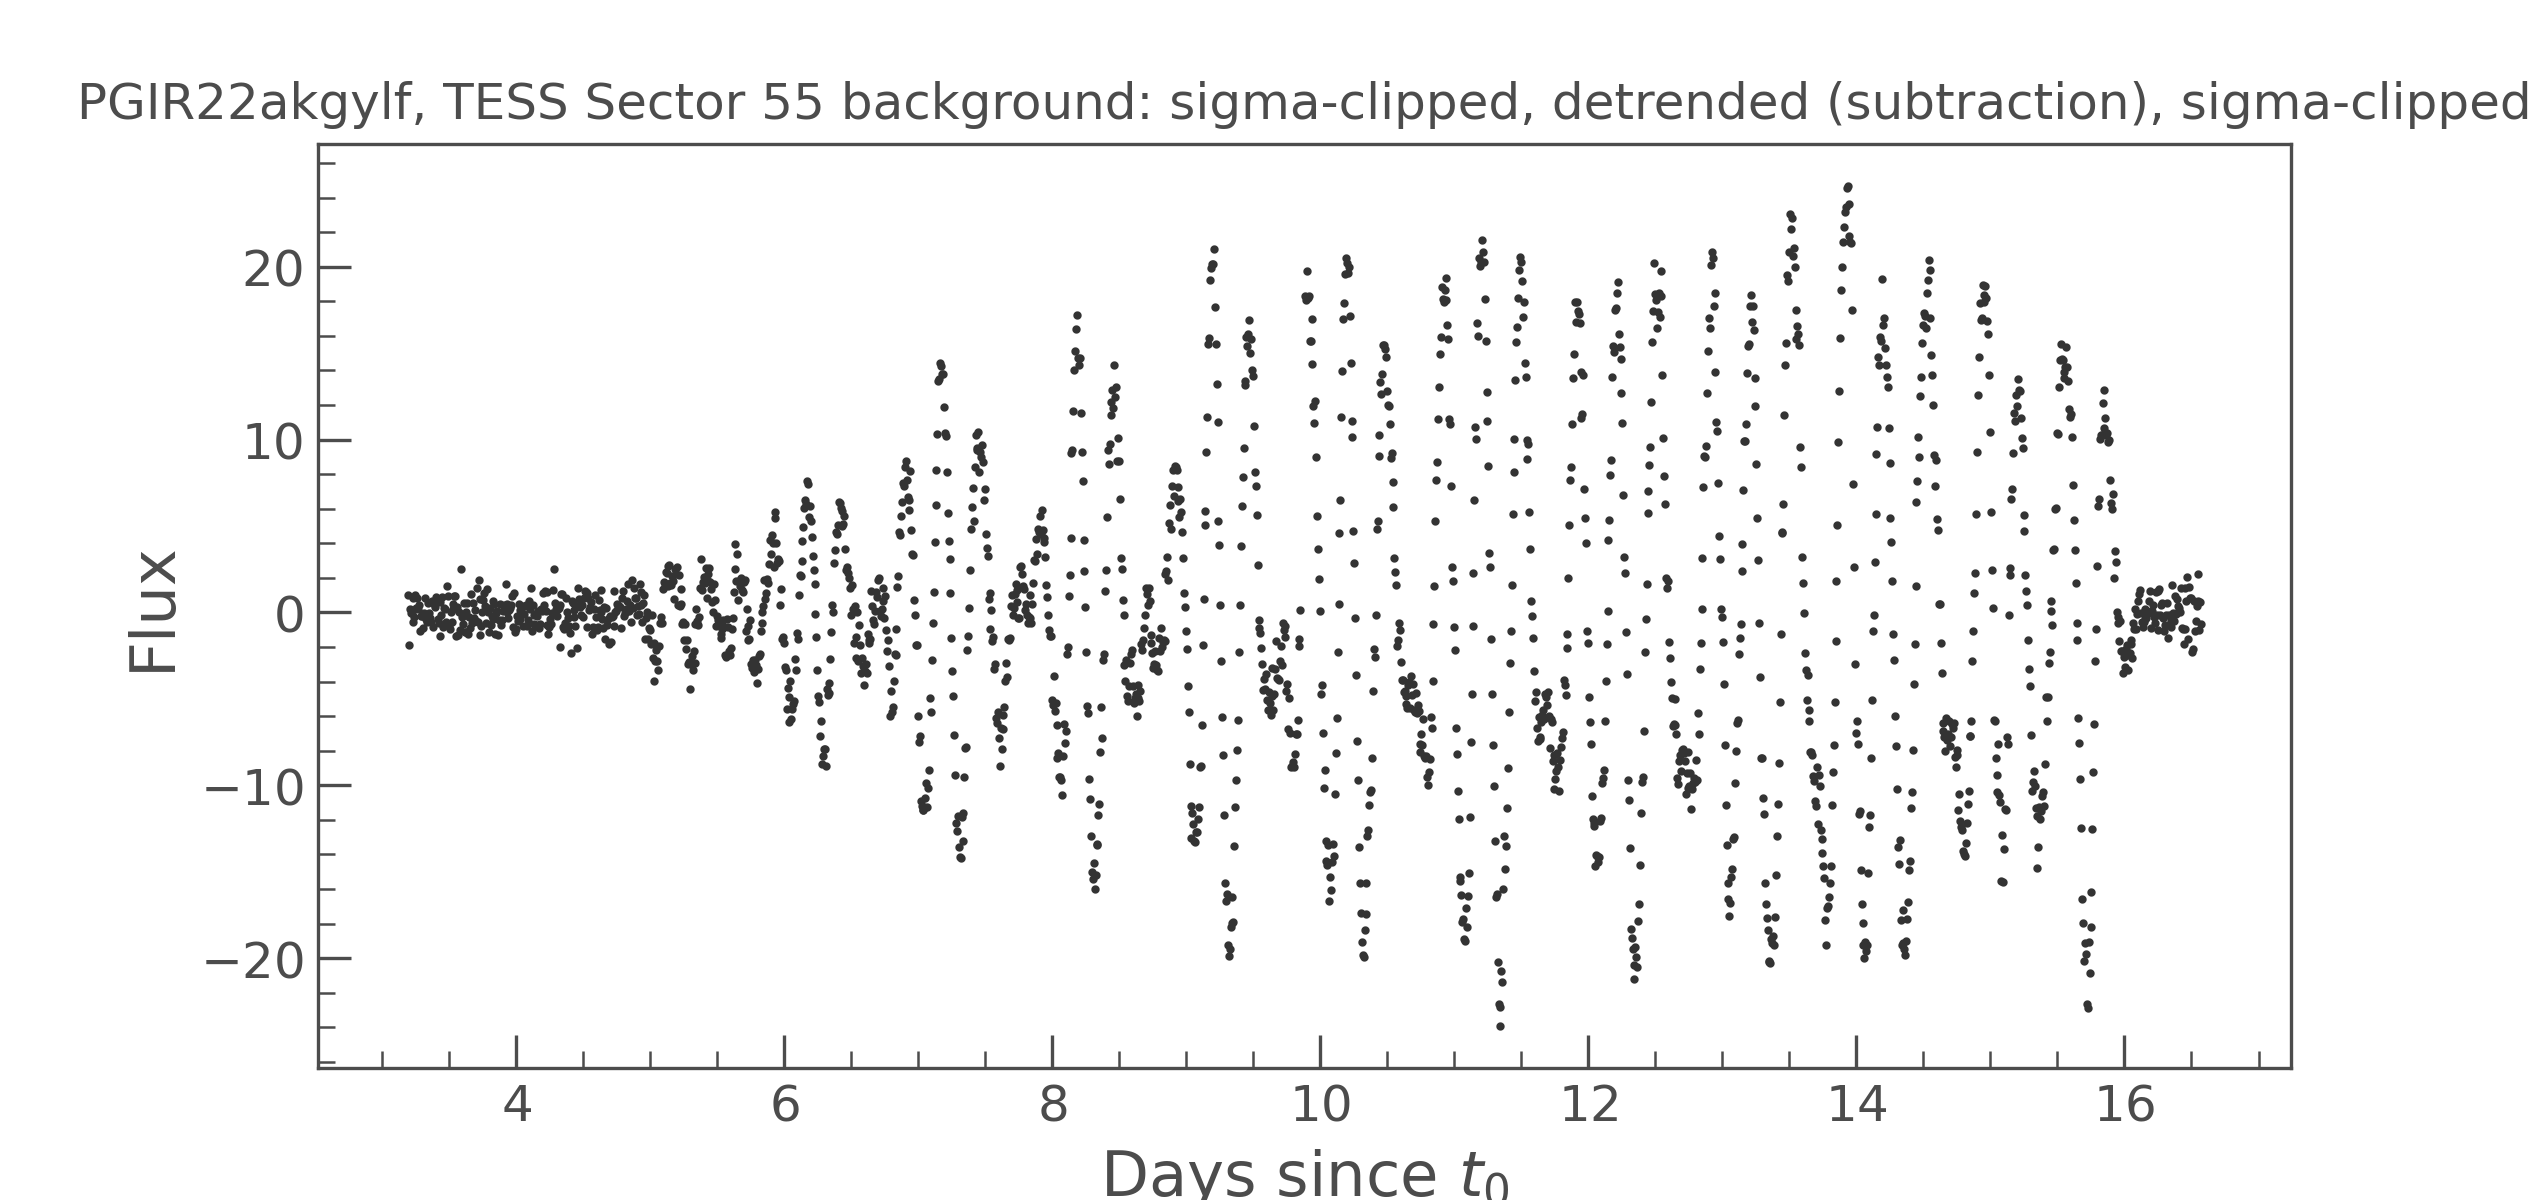 PGIR22akgylf, TESS Sector 55 background: sigma-clipped, detrended (subtraction), sigma-clipped
Flux
20
10
0
−10
−20
4 6 8 10 12 14 16
Days since t0